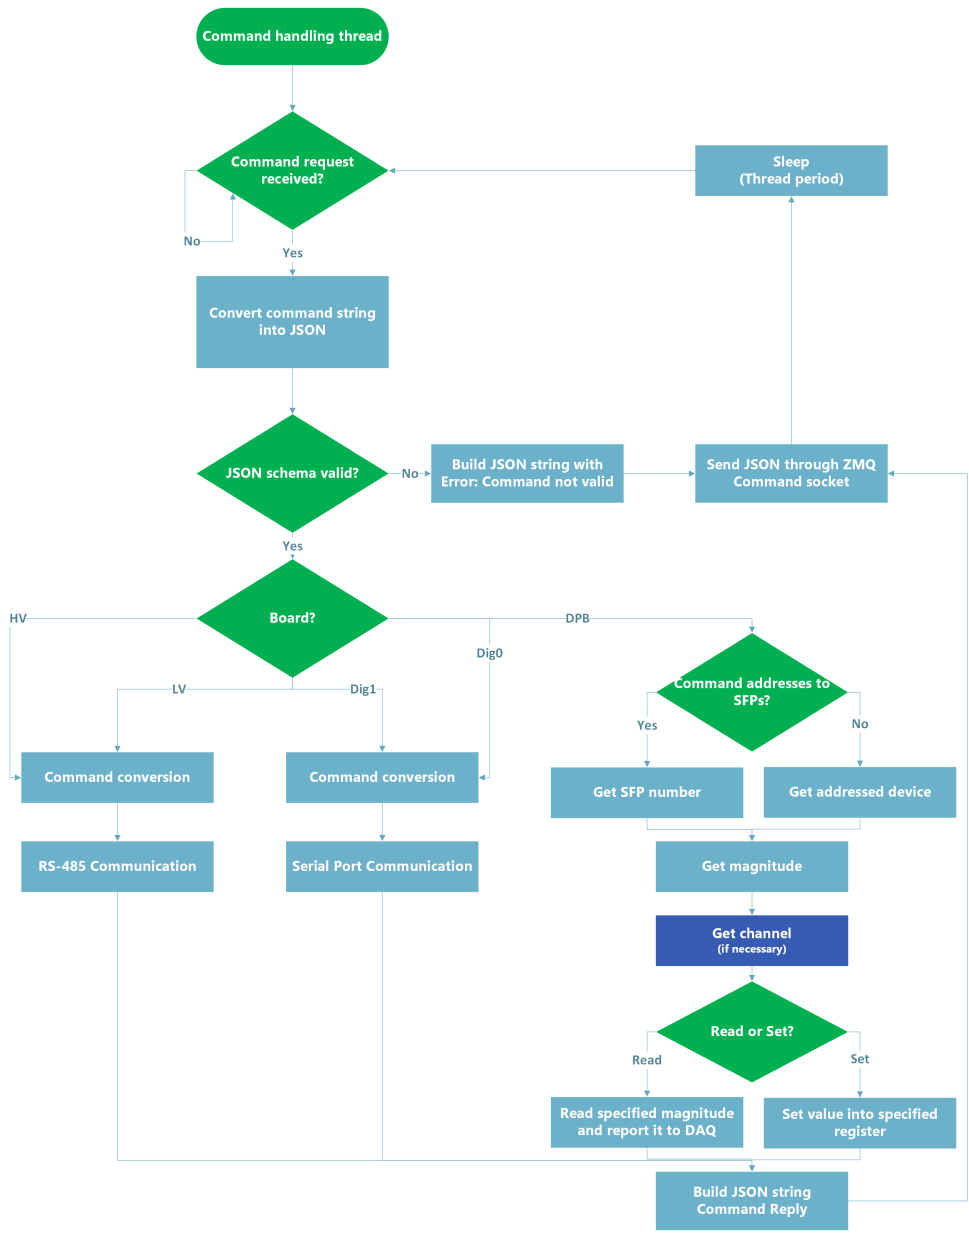 Command handling thread
Command request
received?
Sleep
(Thread period)
No
Yes
Convert command string
into JSON
JSON schema valid?
No
Build JSON string with
Error: Command not valid
Send JSON through ZMQ
Command socket
Yes
Board?
HV
DPB
Dig0
LV
Dig1
Command addresses to
SFPs?
Yes
No
Command conversion
Command conversion
Get SFP number
Get addressed device
RS-485 Communication
Serial Port Communication
Get magnitude
Get channel
(if necessary)
Read or Set?
Read
Set
Read specified magnitude
and report it to DAQ
Set value into specified
register
Build JSON string
Command Reply